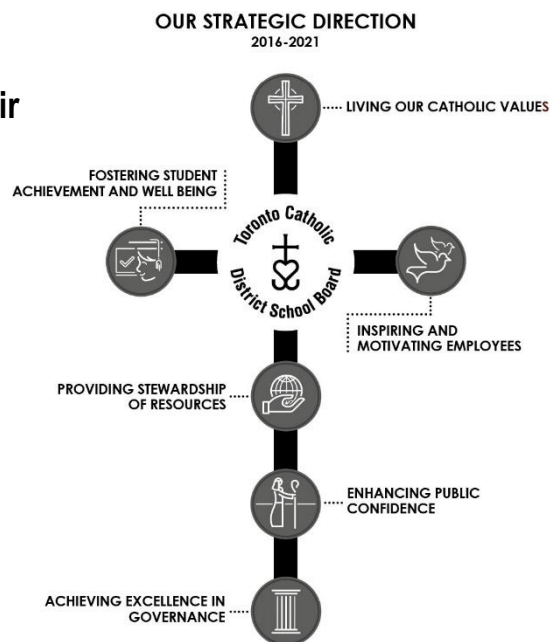 OUR STRATEGIC DIRECTION
2016-2021
ir
LIVING OUR CATHOLIC VALUES
FOSTERING STUDENT
ACHIEVEMENT AND WELL BEING
Toronto Catholic
District School Board
INSPIRING AND
MOTIVATING EMPLOYEES
PROVIDING STEWARDSHIP
OF RESOURCES
ENHANCING PUBLIC
CONFIDENCE
ACHIEVING EXCELLENCE IN
GOVERNANCE